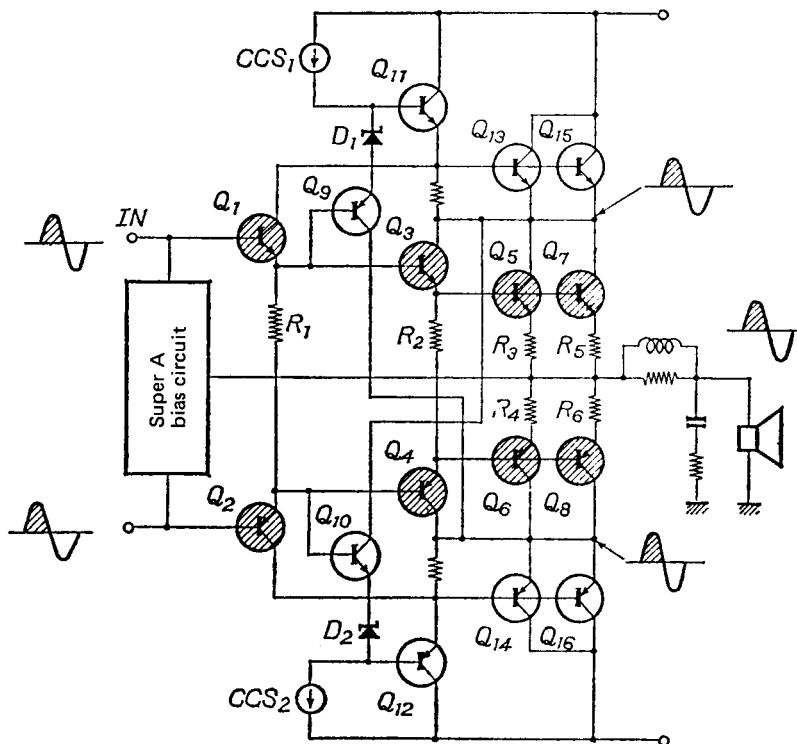 CCS1
Q11
D1
Q13
Q15
Q9
Q1
IN
Q3
Q5
Q7
R1
R2
R3
R5
Super A
bias circuit
R4
R6
Q4
Q2
Q6
Q8
Q10
D2
Q14
Q16
CCS2
Q12